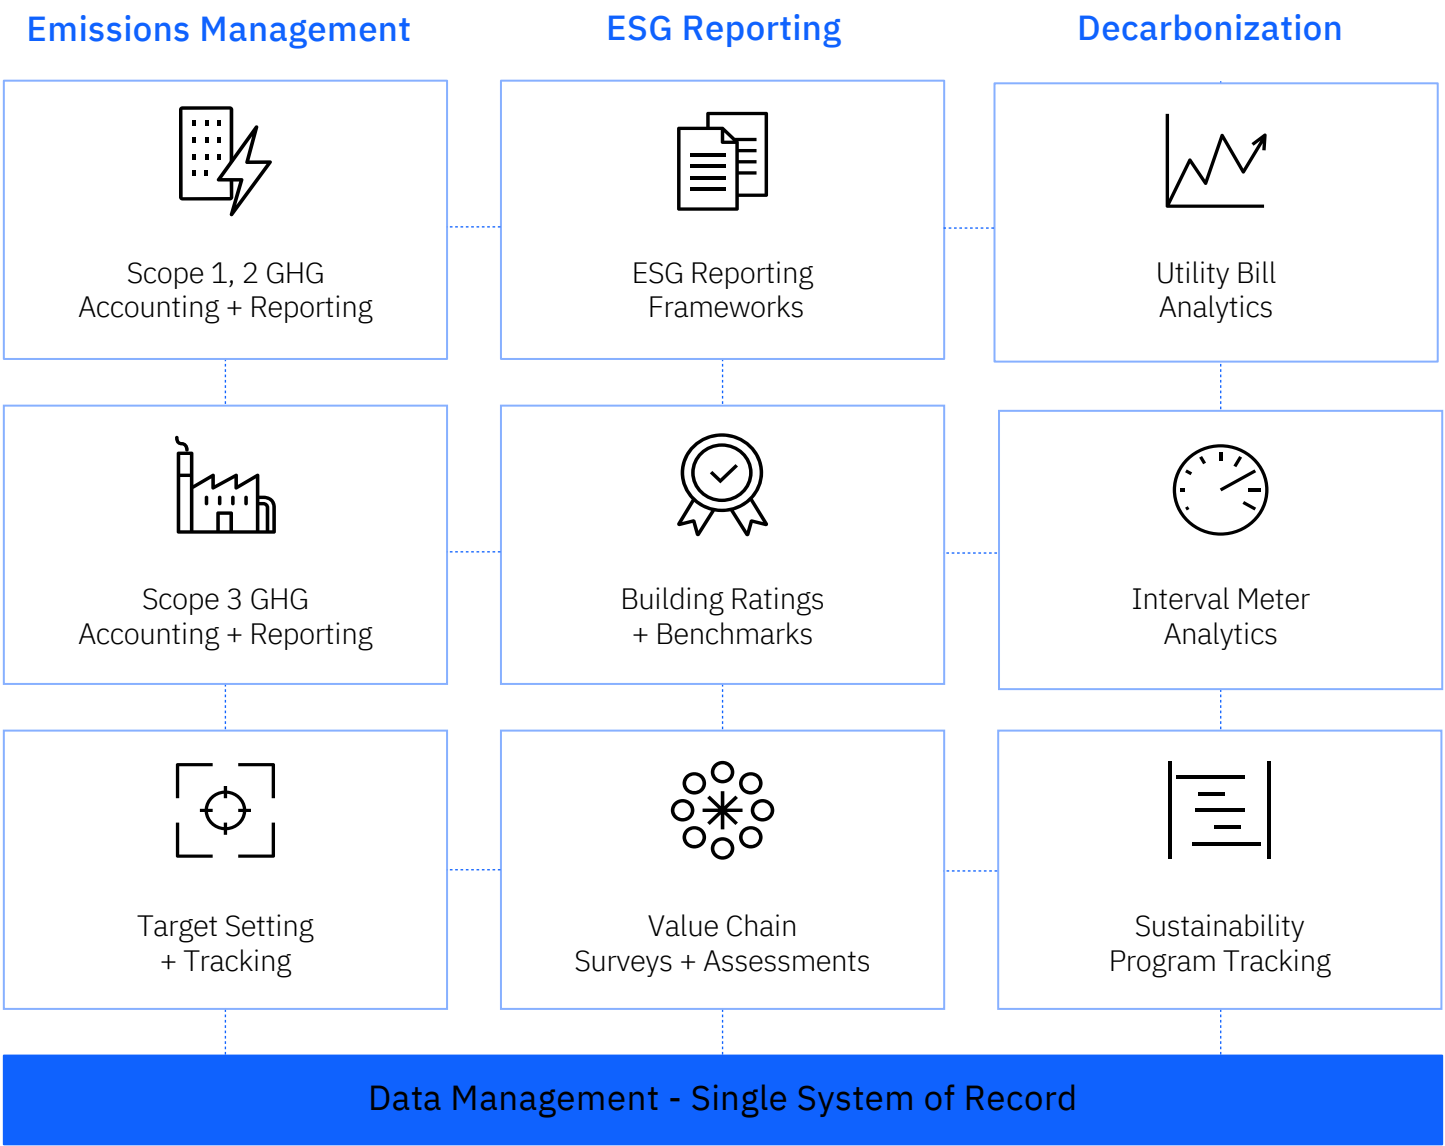 Emissions Management
ESG Reporting
Decarbonization
Scope 1, 2 GHG
Accounting + Reporting
ESG Reporting
Frameworks
Utility Bill
Analytics
Scope 3 GHG
Accounting + Reporting
Building Ratings
+ Benchmarks
Interval Meter
Analytics
Target Setting
+ Tracking
Value Chain
Surveys + Assessments
Sustainability
Program Tracking
Data Management - Single System of Record